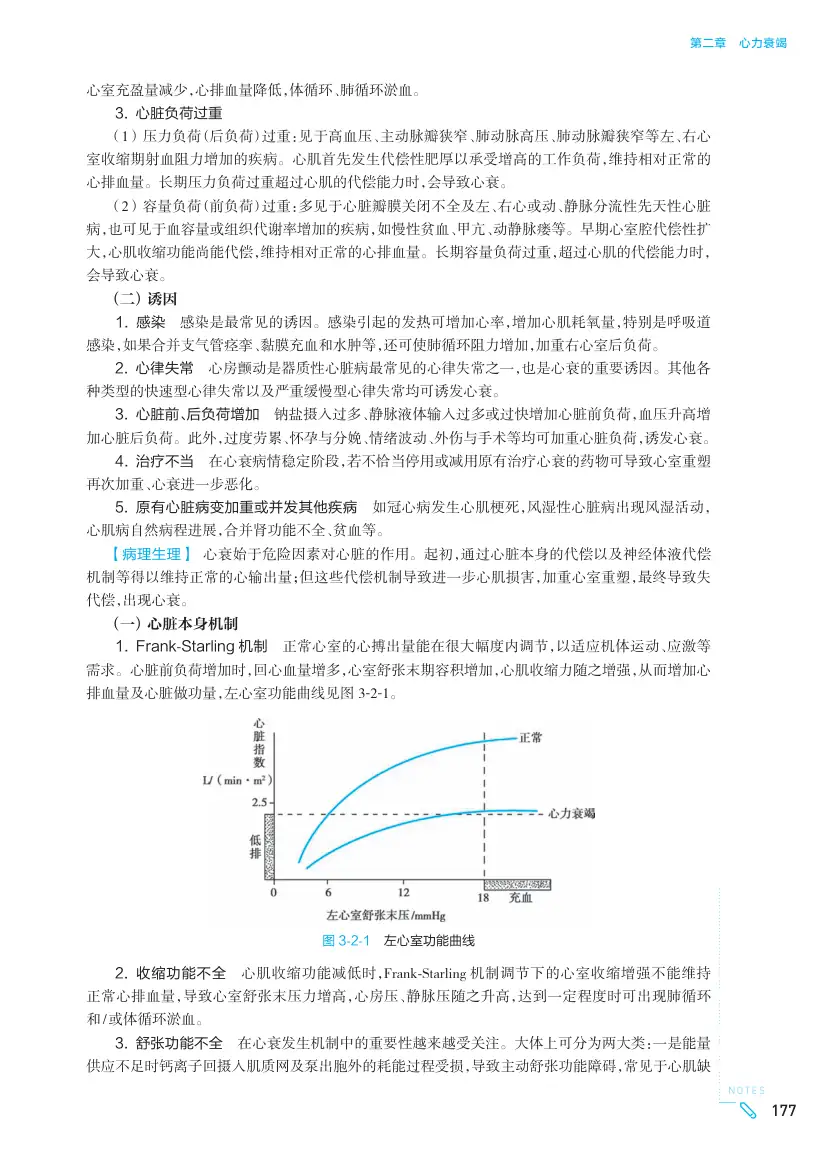 第二章　心力衰竭
心室充盈量减少,心排血量降低,体循环、肺循环淤血。
3. 心脏负荷过重
（1）压力负荷(后负荷)过重:见于高血压、主动脉瓣狭窄、肺动脉高压、肺动脉瓣狭窄等左、右心
室收缩期射血阻力增加的疾病。心肌首先发生代偿性肥厚以承受增高的工作负荷,维持相对正常的
心排血量。长期压力负荷过重超过心肌的代偿能力时,会导致心衰。
（2）容量负荷(前负荷)过重:多见于心脏瓣膜关闭不全及左、右心或动、静脉分流性先天性心脏
病,也可见于血容量或组织代谢率增加的疾病,如慢性贫血、甲亢、动静脉瘘等。早期心室腔代偿性扩
大,心肌收缩功能尚能代偿,维持相对正常的心排血量。长期容量负荷过重,超过心肌的代偿能力时,
会导致心衰。
（二）诱因
1. 感染　感染是最常见的诱因。感染引起的发热可增加心率,增加心肌耗氧量,特别是呼吸道
感染,如果合并支气管痉挛、黏膜充血和水肿等,还可使肺循环阻力增加,加重右心室后负荷。
2. 心律失常　心房颤动是器质性心脏病最常见的心律失常之一,也是心衰的重要诱因。其他各
种类型的快速型心律失常以及严重缓慢型心律失常均可诱发心衰。
3. 心脏前、后负荷增加　钠盐摄入过多、静脉液体输入过多或过快增加心脏前负荷,血压升高增
加心脏后负荷。此外,过度劳累、怀孕与分娩、情绪波动、外伤与手术等均可加重心脏负荷,诱发心衰。
4. 治疗不当　在心衰病情稳定阶段,若不恰当停用或减用原有治疗心衰的药物可导致心室重塑
再次加重、心衰进一步恶化。
5. 原有心脏病变加重或并发其他疾病　如冠心病发生心肌梗死,风湿性心脏病出现风湿活动,
心肌病自然病程进展,合并肾功能不全、贫血等。
【病理生理】 心衰始于危险因素对心脏的作用。起初,通过心脏本身的代偿以及神经体液代偿
机制等得以维持正常的心输出量;但这些代偿机制导致进一步心肌损害,加重心室重塑,最终导致失
代偿,出现心衰。
（一）心脏本身机制
1. Frank-Starling 机制　正常心室的心搏出量能在很大幅度内调节,以适应机体运动、应激等
需求。心脏前负荷增加时,回心血量增多,心室舒张末期容积增加,心肌收缩力随之增强,从而增加心
排血量及心脏做功量,左心室功能曲线见图 3-2-1。
心脏指数
L/（min·m²）
正常
2.5
心力衰竭
低排
0 6 12 18 充血
左心室舒张末压/mmHg
图 3-2-1　左心室功能曲线
2. 收缩功能不全　心肌收缩功能减低时,Frank-Starling 机制调节下的心室收缩增强不能维持
正常心排血量,导致心室舒张末压力增高,心房压、静脉压随之升高,达到一定程度时可出现肺循环
和/或体循环淤血。
3. 舒张功能不全　在心衰发生机制中的重要性越来越受关注。大体上可分为两大类:一是能量
供应不足时钙离子回摄入肌质网及泵出胞外的耗能过程受损,导致主动舒张功能障碍,常见于心肌缺
NOTES
177